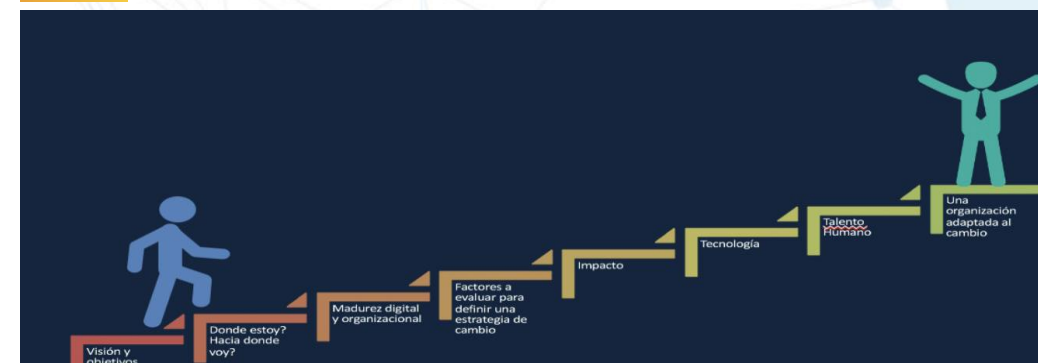 Visión y
objetivos
Donde estoy?
Hacia donde
voy?
Madurez digital
y organizacional
Factores a
evaluar para
definir una
estrategia de
cambio
Impacto
Tecnología
Talento
Humano
Una
organización
adaptada al
cambio